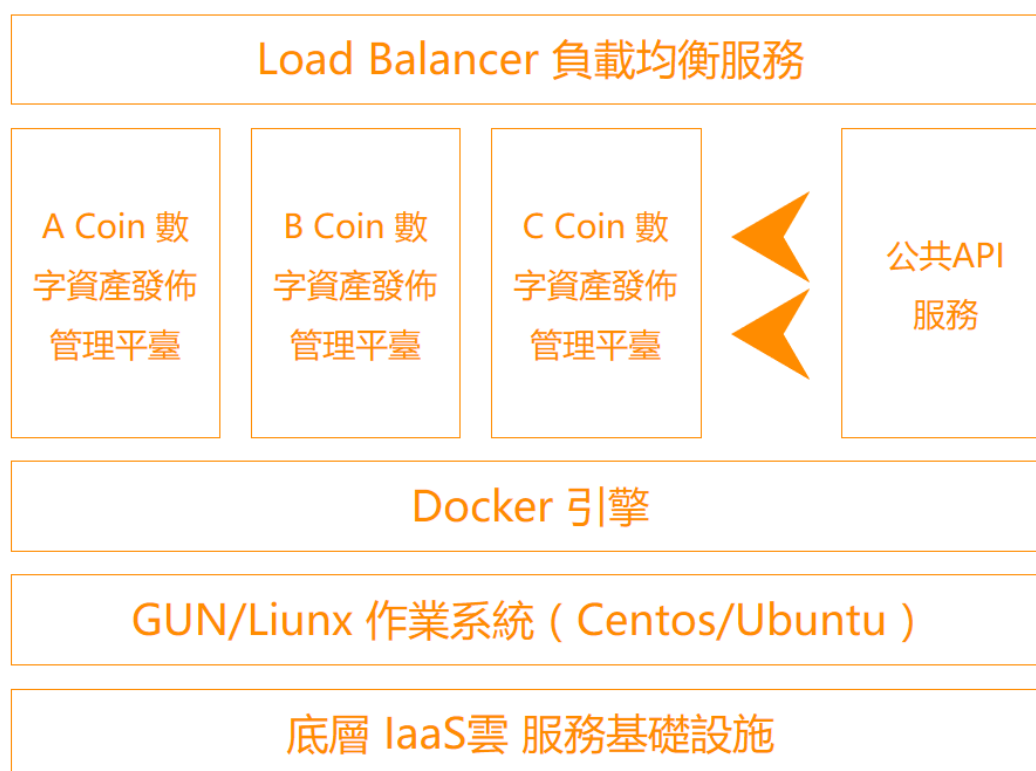 Load Balancer 負載均衡服務
A Coin 數
字資產發佈
管理平臺
B Coin 數
字資產發佈
管理平臺
C Coin 數
字資產發佈
管理平臺
公共API
服務
Docker 引擎
GUN/Liunx 作業系統（Centos/Ubuntu）
底層 IaaS雲 服務基礎設施